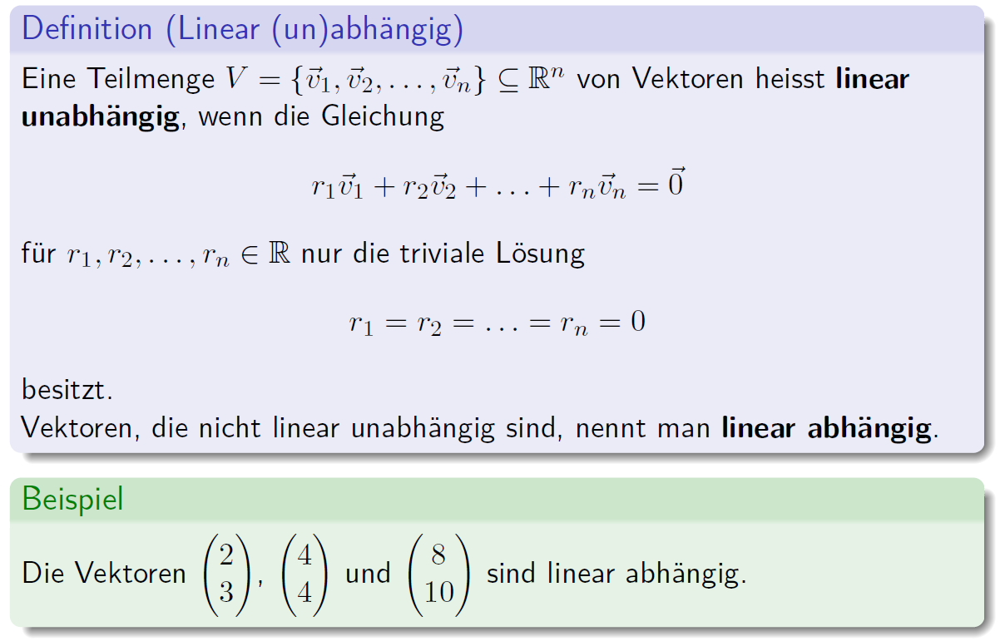 Definition (Linear (un)abhängig)
Eine Teilmenge $V = \{\vec{v}_1, \vec{v}_2, \ldots, \vec{v}_n\} \subseteq \mathbb{R}^n$ von Vektoren heisst linear
unabhängig, wenn die Gleichung
$r_1\vec{v}_1 + r_2\vec{v}_2 + \ldots + r_n\vec{v}_n = \vec{0}$
für $r_1, r_2, \ldots, r_n \in \mathbb{R}$ nur die triviale Lösung
$r_1 = r_2 = \ldots = r_n = 0$
besitzt.
Vektoren, die nicht linear unabhängig sind, nennt man linear abhängig.
Beispiel
Die Vektoren $\begin{pmatrix} 2 \\ 3 \end{pmatrix}$, $\begin{pmatrix} 4 \\ 4 \end{pmatrix}$ und $\begin{pmatrix} 8 \\ 10 \end{pmatrix}$ sind linear abhängig.